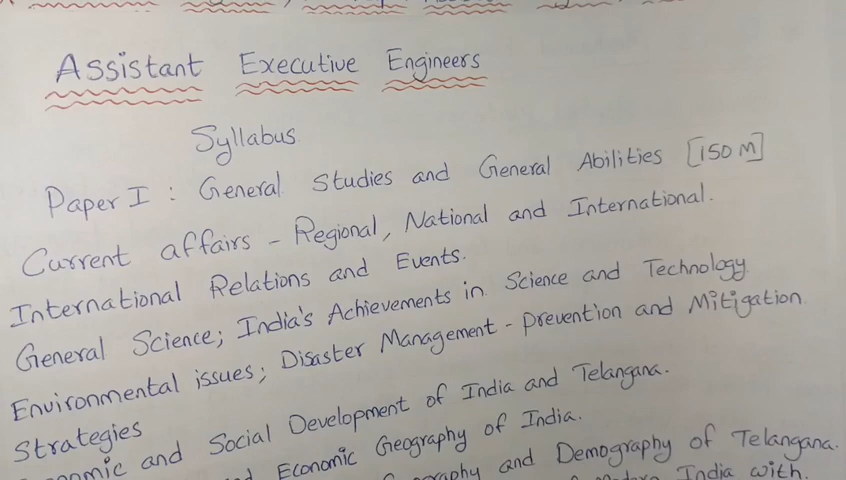 Assistant Executive Engineers
Syllabus
Paper I : General Studies and General Abilities [150 M]
Current affairs - Regional, National and International.
International Relations and Events.
General Science; India's Achievements in Science and Technology
Environmental issues; Disaster Management - Prevention and Mitigation
Strategies
and Social Development of India and Telangana.
Economic Geography of India.
and Demography of Telangana.
India with